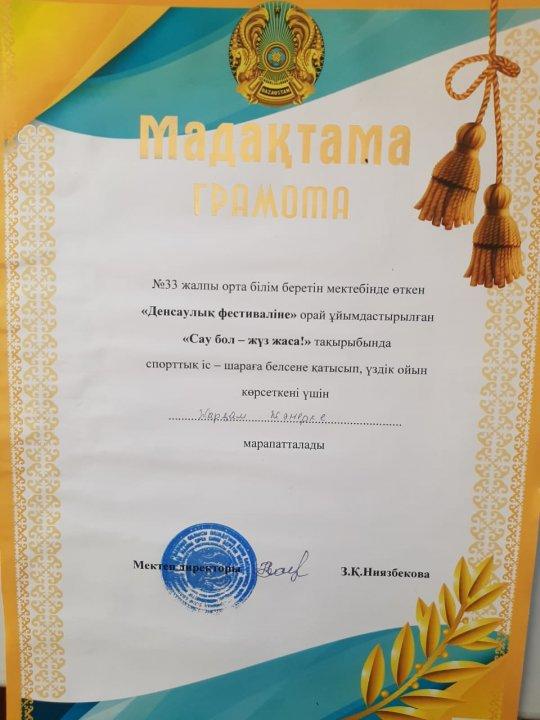 QAZAQSTAN
Мадақтама
ГРАМОТА
№33 жалпы орта білім беретін мектебінде өткен
«Денсаулық фестиваліне» орай ұйымдастырылған
«Сау бол – жүз жаса!» тақырыбында
спорттық іс – шараға белсене қатысып, үздік ойын
көрсеткені үшін
марапатталады
Мектеп директоры З.Қ.Ниязбекова